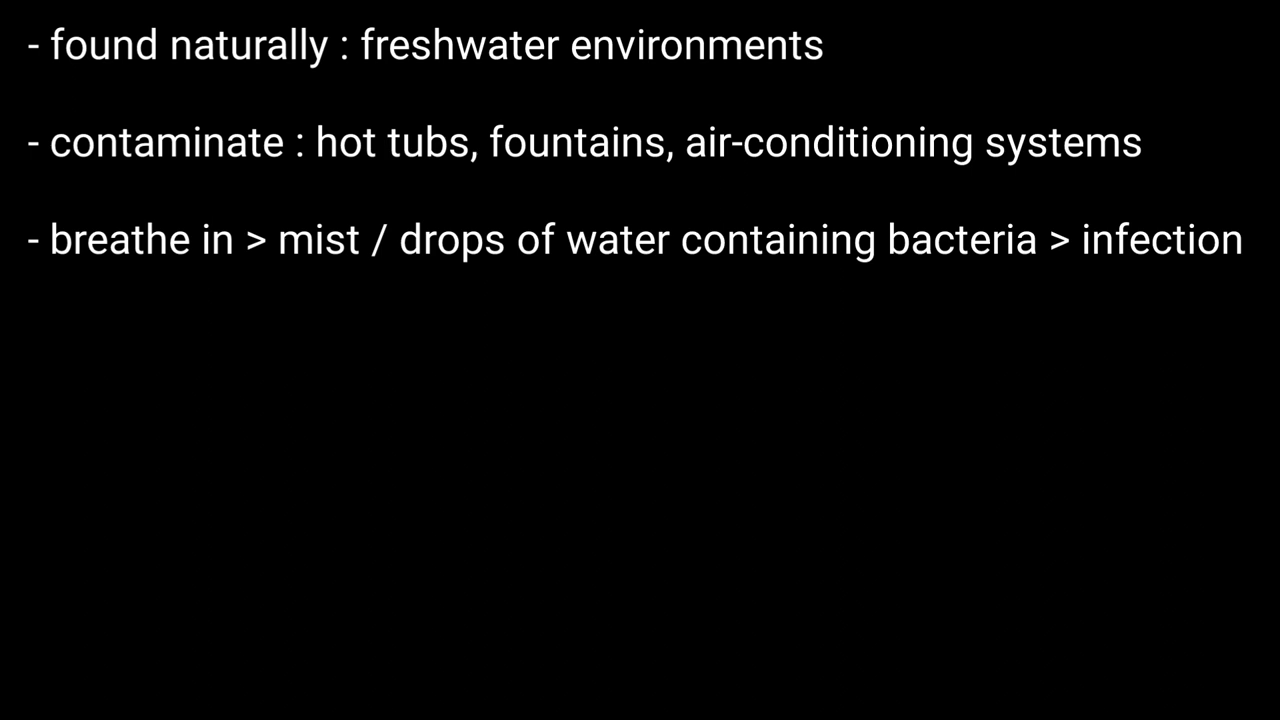 - found naturally : freshwater environments
- contaminate : hot tubs, fountains, air-conditioning systems
- breathe in > mist / drops of water containing bacteria > infection